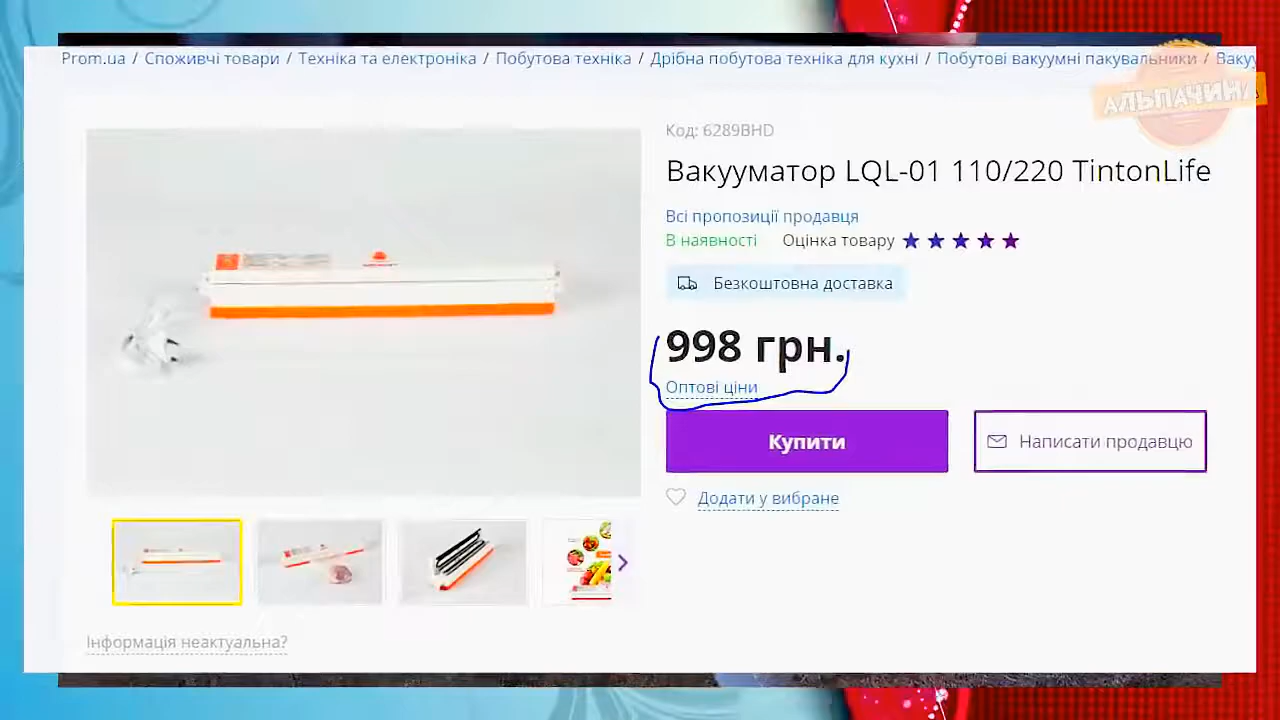 Prom.ua / Споживчі товари / Техніка та електроніка / Побутова техніка / Дрібна побутова техніка для кухні / Побутові вакуумні пакувальники / Ваку
АЛЬПАЧИНА
Код: 6289BHD
Вакууматор LQL-01 110/220 TintonLife
Всі пропозиції продавця
В наявності Оцінка товару
Безкоштовна доставка
998 грн.
Оптові ціни
Купити
Написати продавцю
Додати у вибране
Інформація неактуальна?